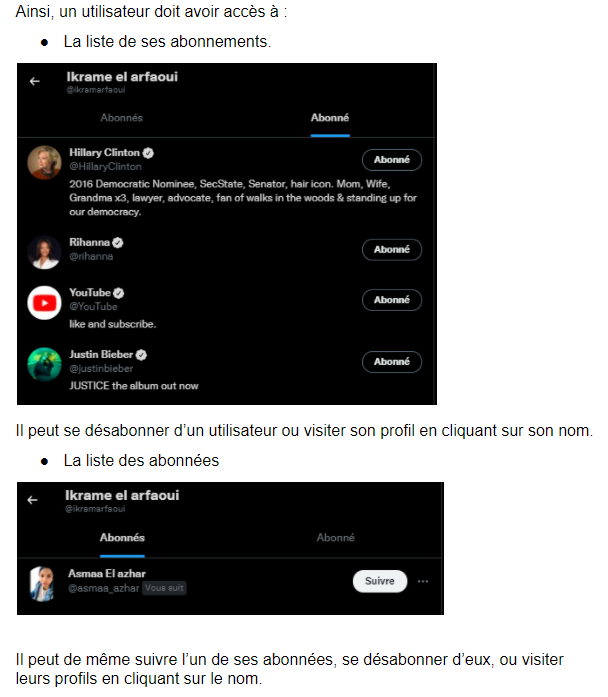 Ainsi, un utilisateur doit avoir accès à :
● La liste de ses abonnements.
← Ikrame el arfaoui
@ikramarfaoui
Abonnés Abonné
Hillary Clinton
@HillaryClinton
Abonné
2016 Democratic Nominee, SecState, Senator, hair icon. Mom, Wife,
Grandma x3, lawyer, advocate, fan of walks in the woods & standing up for
our democracy.
Rihanna
@rihanna
Abonné
YouTube
@YouTube
Abonné
like and subscribe.
Justin Bieber
@justinbieber
Abonné
JUSTICE the album out now
Il peut se désabonner d’un utilisateur ou visiter son profil en cliquant sur son nom.
● La liste des abonnées
← Ikrame el arfaoui
@ikramarfaoui
Abonnés Abonné
Asmaa El azhar
@asmaa_azhar Vous suit
Suivre ...
Il peut de même suivre l’un de ses abonnées, se désabonner d’eux, ou visiter
leurs profils en cliquant sur le nom.